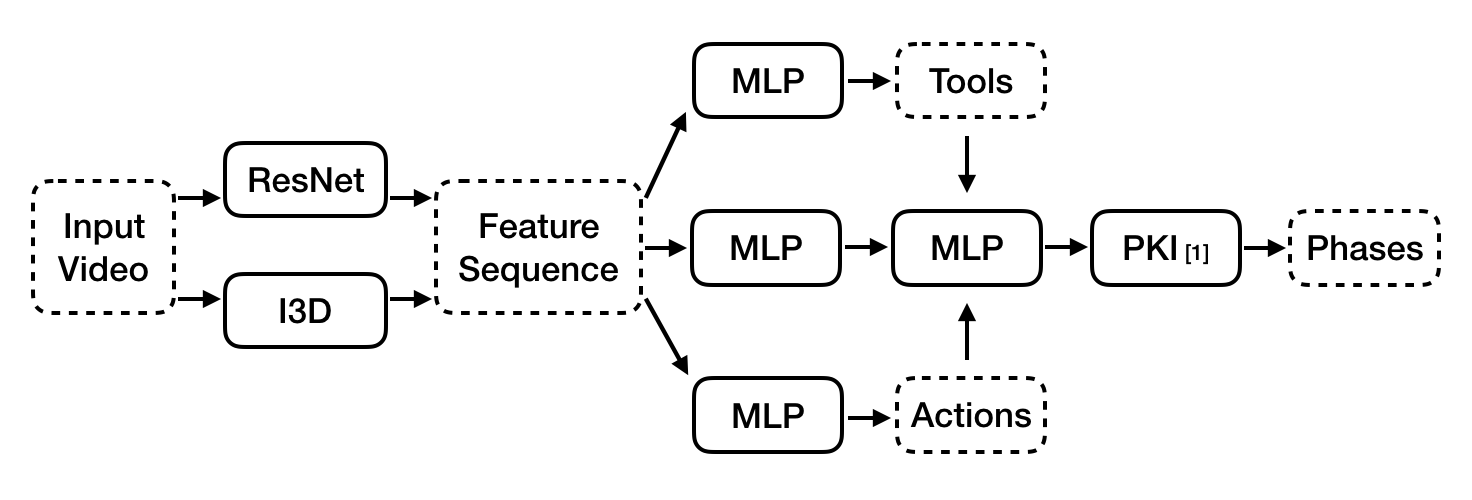 MLP
Tools
ResNet
Input
Video
Feature
Sequence
MLP
MLP
PKI [1]
Phases
I3D
MLP
Actions